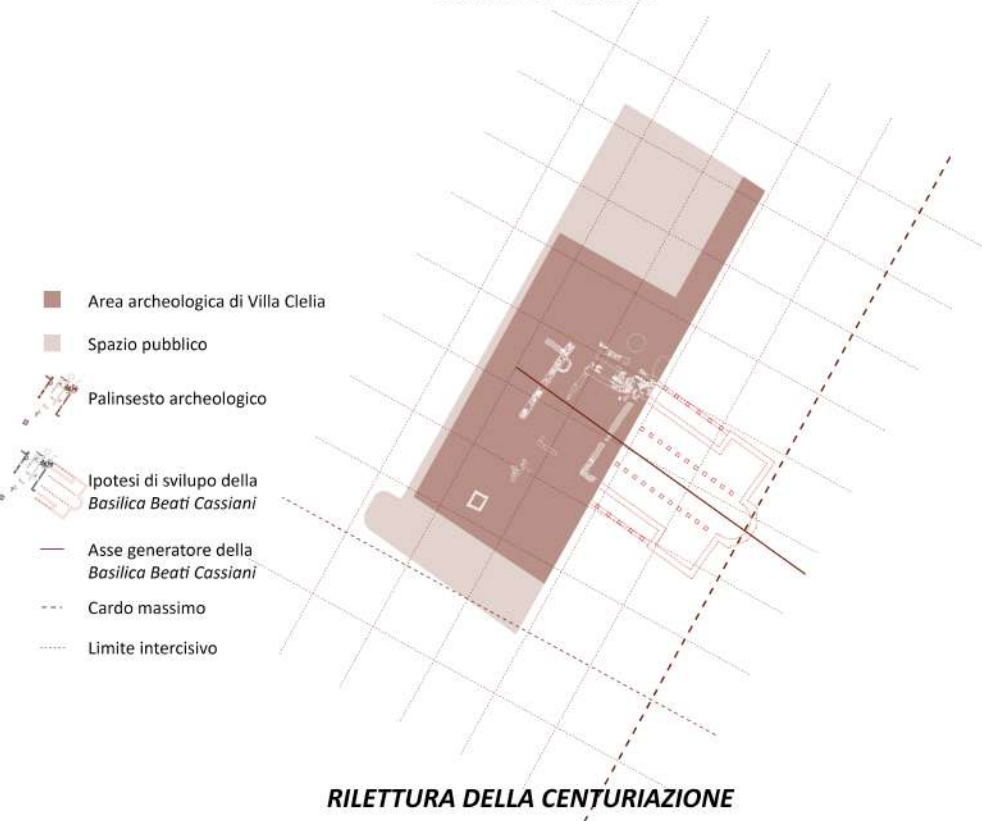 Area archeologica di Villa Clelia
Spazio pubblico
Palinsesto archeologico
Ipotesi di svilupo della
Basilica Beati Cassiani
Asse generatore della
Basilica Beati Cassiani
Cardo massimo
Limite intercisivo
RILETTURA DELLA CENTURIAZIONE